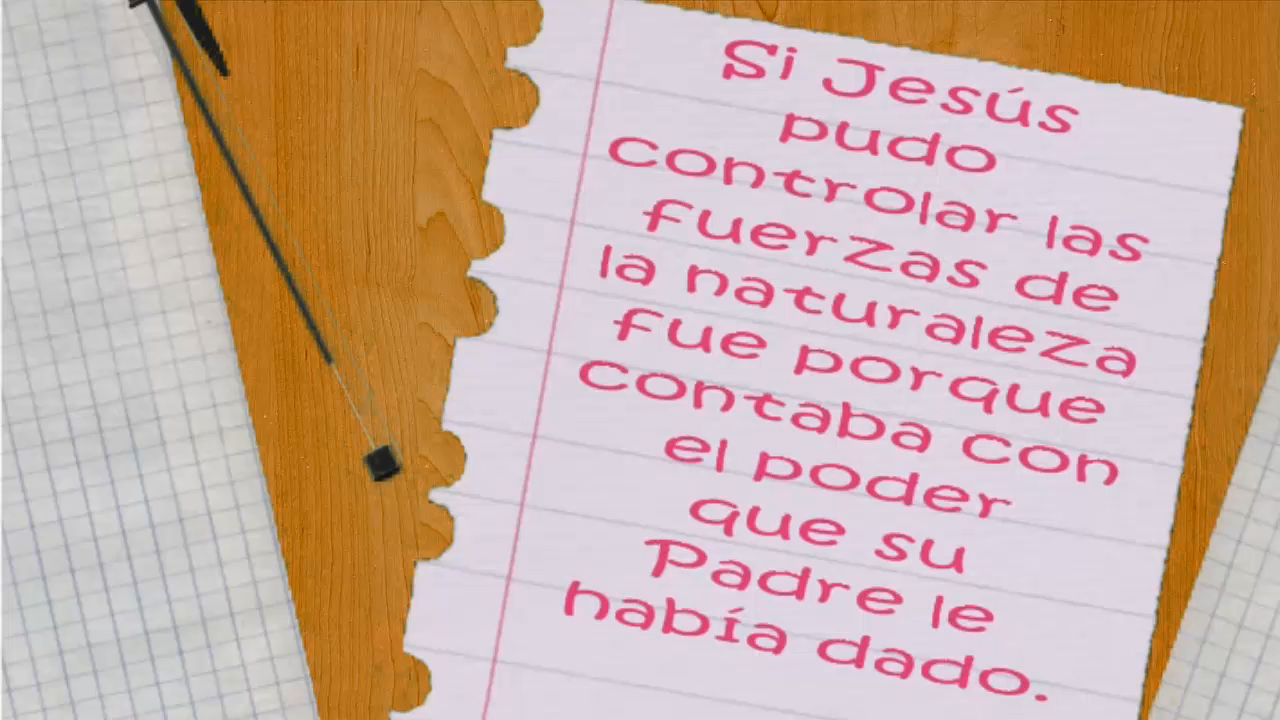 Si Jesús
pudo
controlar las
fuerzas de
la naturaleza
fue porque
contaba con
el poder
que su
Padre le
había dado.